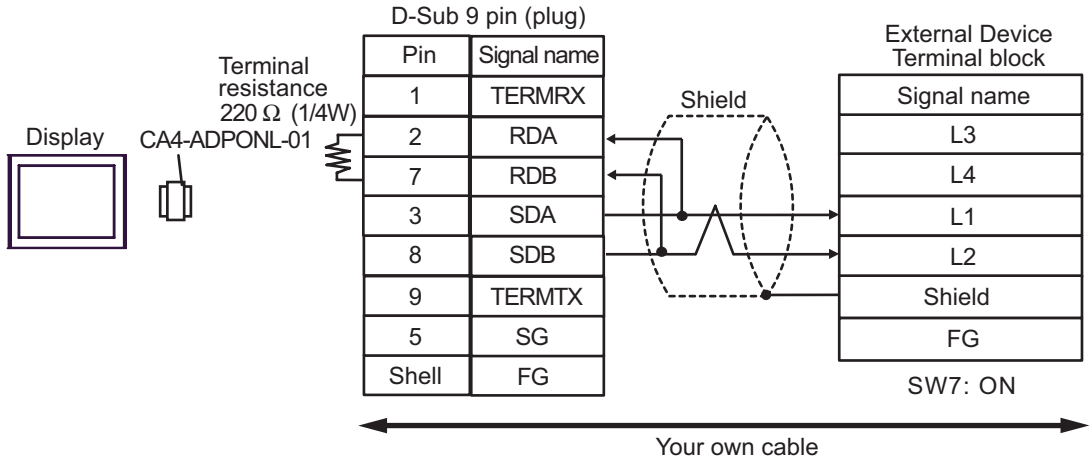 D-Sub 9 pin (plug)
External Device
Terminal block
Display
CA4-ADPONL-01
Terminal
resistance
220 Ω (1/4W)
Pin Signal name
1 TERMRX
2 RDA
7 RDB
3 SDA
8 SDB
9 TERMTX
5 SG
Shell FG
Shield
Signal name
L3
L4
L1
L2
Shield
FG
SW7: ON
Your own cable